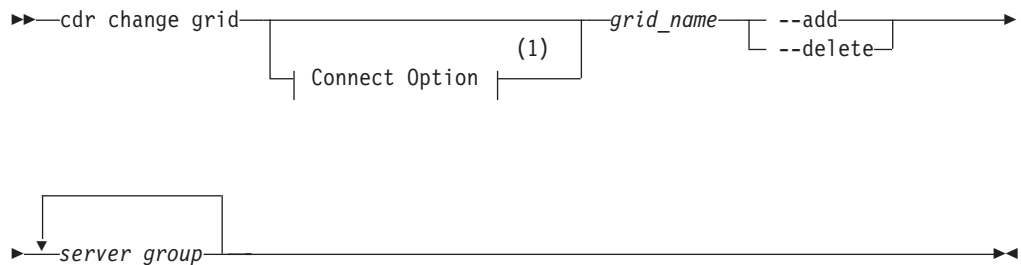 cdr change grid grid_name --add
(1) --delete
Connect Option
server group